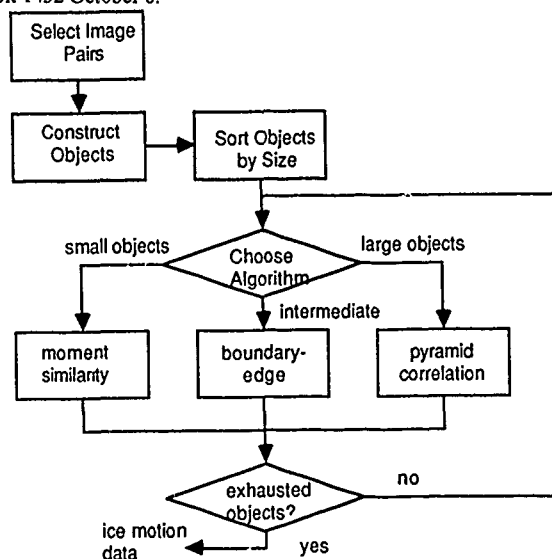 Select Image
Pairs
Construct
Objects
Sort Objects
by Size
Choose
Algorithm
small objects
large objects
intermediate
moment
similarity
boundary-
edge
pyramid
correlation
exhausted
objects?
no
yes
ice motion
data